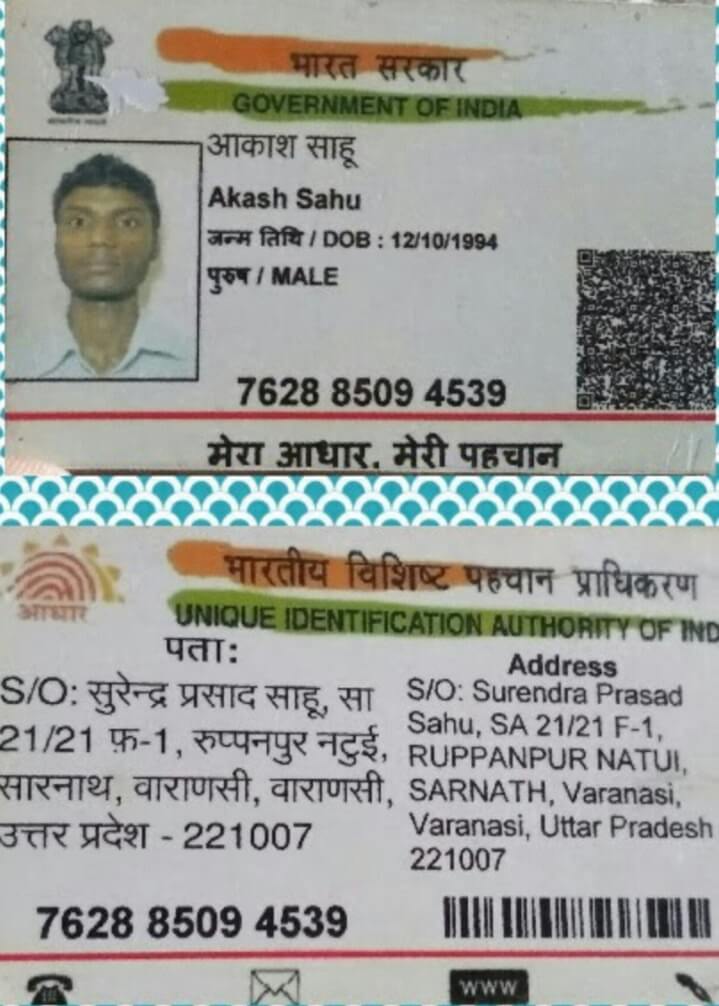 भारत सरकार
GOVERNMENT OF INDIA
आकाश साहू
Akash Sahu
जन्म तिथि / DOB : 12/10/1994
पुरुष / MALE
7628 8509 4539
मेरा आधार, मेरी पहचान
आधार
भारतीय विशिष्ट पहचान प्राधिकरण
UNIQUE IDENTIFICATION AUTHORITY OF IND
पता:
S/O: सुरेन्द्र प्रसाद साहू, सा
21/21 फ़-1, रुप्पनपुर नटुई,
सारनाथ, वाराणसी, वाराणसी,
उत्तर प्रदेश - 221007
Address
S/O: Surendra Prasad
Sahu, SA 21/21 F-1,
RUPPANPUR NATUI,
SARNATH, Varanasi,
Varanasi, Uttar Pradesh
221007
7628 8509 4539
www